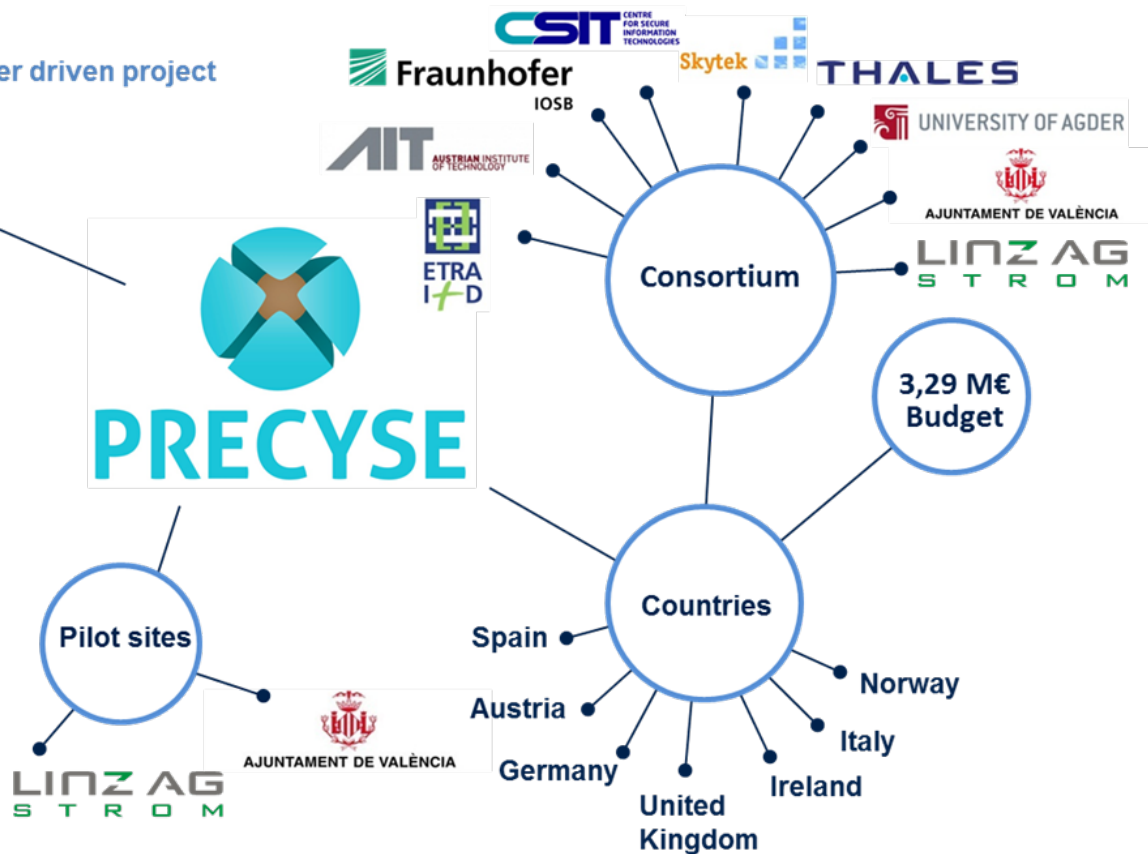 CSIT CENTRE
FOR SECURE
INFORMATION
TECHNOLOGIES
driven project
Fraunhofer
IOSB
Skytek
THALES
AIT AUSTRIAN INSTITUTE
OF TECHNOLOGY
UNIVERSITY OF AGDER
AJUNTAMENT DE VALÈNCIA
ETRA
I+D
LINZ AG
STROM
Consortium
PRECYSE
3,29 M€
Budget
Countries
Pilot sites
Spain
Austria
Germany
United
Kingdom
Ireland
Italy
Norway
AJUNTAMENT DE VALÈNCIA
LINZ AG
STROM